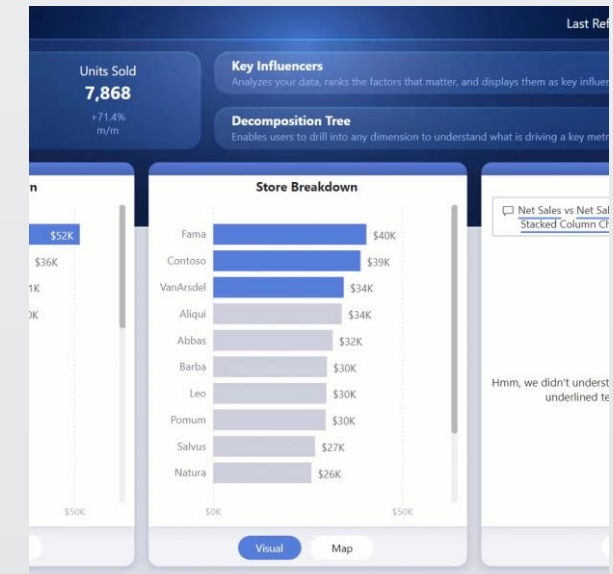 Last Ref
Units Sold
7,868
+71.4%
m/m
Key Influencers
Analyzes your data, ranks the factors that matter, and displays them as key influer
Decomposition Tree
Enables users to drill into any dimension to understand what is driving a key metr
n
$52K
$36K
1K
0K
$50K
Store Breakdown
Fama $40K
Contoso $39K
VanArsdel $34K
Aliqui $34K
Abbas $32K
Barba $30K
Leo $30K
Pomum $30K
Salvus $27K
Natura $26K
$0K $50K
Visual Map
Net Sales vs Net Sal
Stacked Column Ch
Hmm, we didn't underst
underlined te